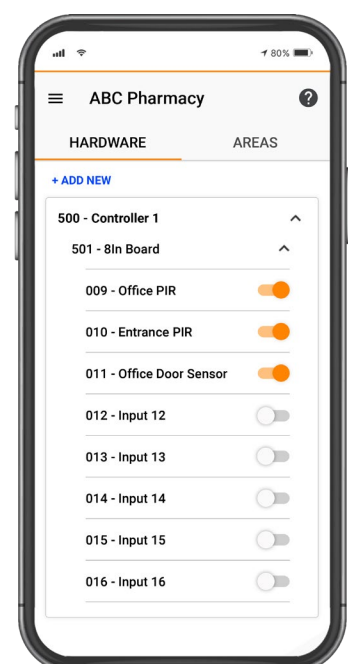 80%
ABC Pharmacy
?
HARDWARE AREAS
+ ADD NEW
500 - Controller 1
501 - 8In Board
009 - Office PIR
010 - Entrance PIR
011 - Office Door Sensor
012 - Input 12
013 - Input 13
014 - Input 14
015 - Input 15
016 - Input 16